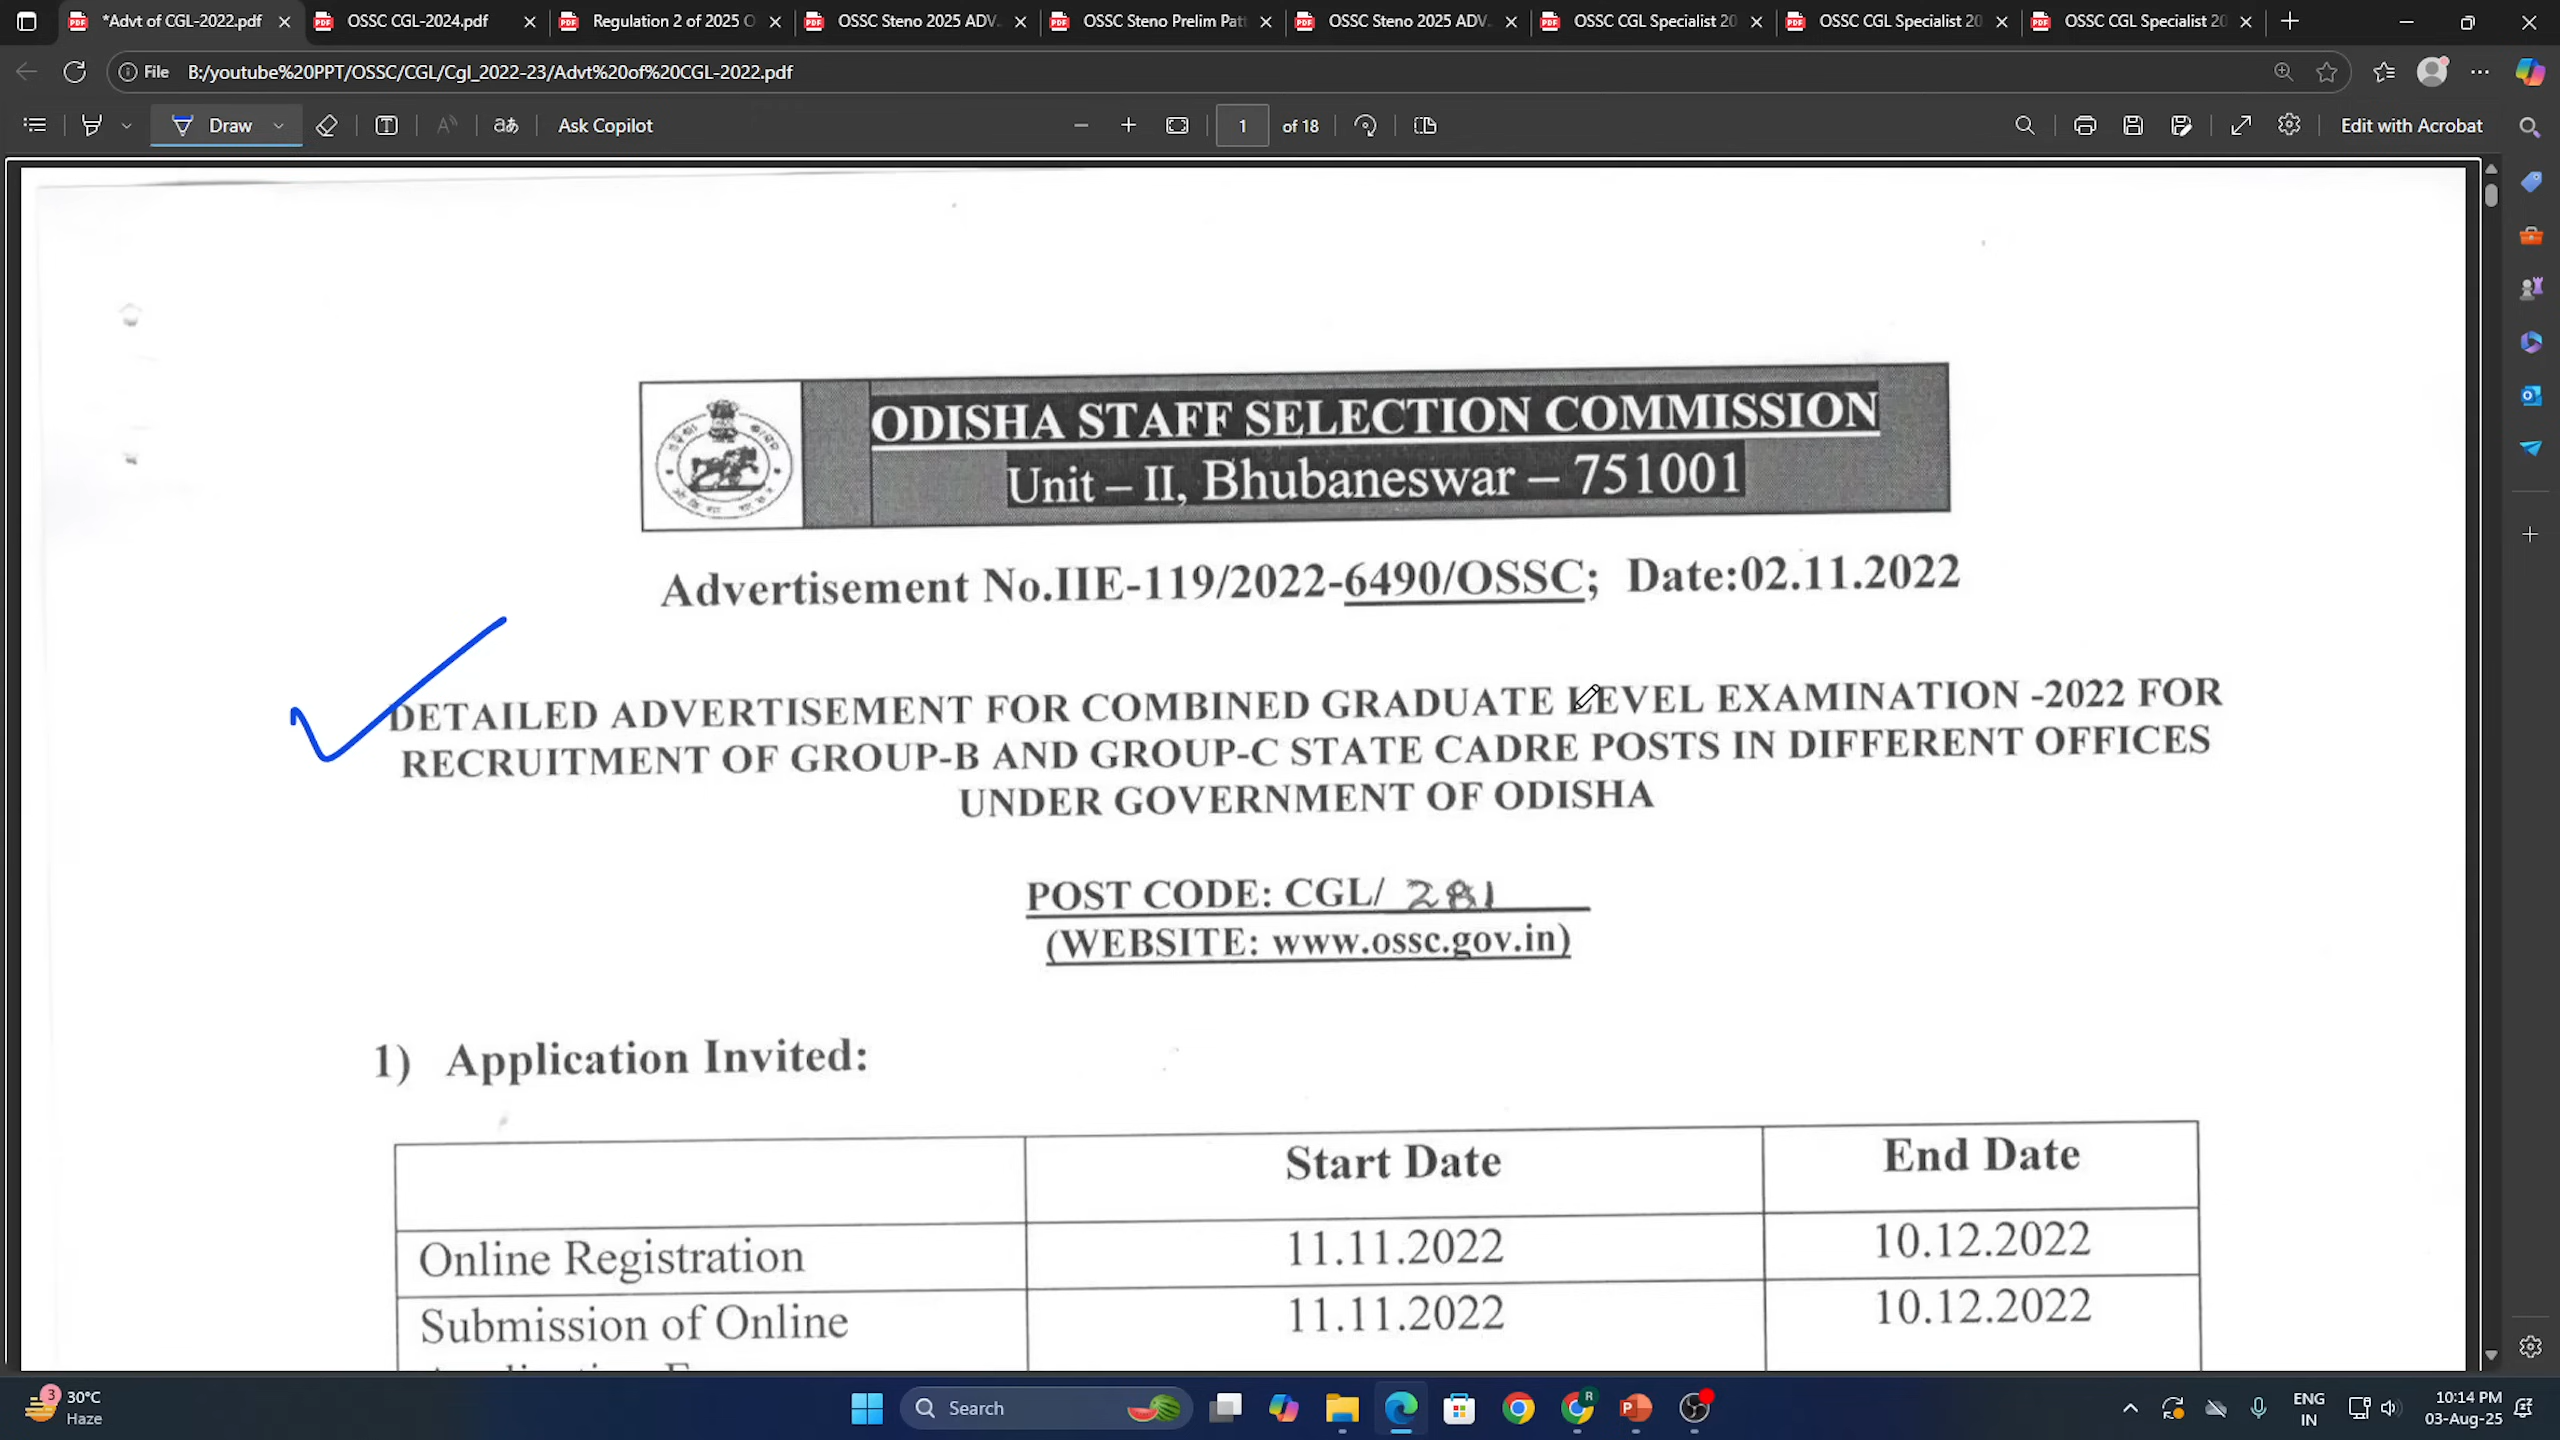 *Advt of CGL-2022.pdf
OSSC CGL-2024.pdf
Regulation 2 of 2025 O
OSSC Steno 2025 ADV.
OSSC Steno Prelim Patt
OSSC Steno 2025 ADV.
OSSC CGL Specialist 20
OSSC CGL Specialist 20
OSSC CGL Specialist 20
File B:/youtube%20PPT/OSSC/CGL/Cgl_2022-23/Advt%20of%20CGL-2022.pdf
Draw
aあ
Ask Copilot
1 of 18
Edit with Acrobat
ODISHA STAFF SELECTION COMMISSION
Unit – II, Bhubaneswar – 751001
Advertisement No.IIE-119/2022-6490/OSSC; Date:02.11.2022
DETAILED ADVERTISEMENT FOR COMBINED GRADUATE LEVEL EXAMINATION -2022 FOR
RECRUITMENT OF GROUP-B AND GROUP-C STATE CADRE POSTS IN DIFFERENT OFFICES
UNDER GOVERNMENT OF ODISHA
POST CODE: CGL/ 281
(WEBSITE: www.ossc.gov.in)
1) Application Invited:
Start Date End Date
Online Registration 11.11.2022 10.12.2022
Submission of Online 11.11.2022 10.12.2022
3
30°C
Haze
Search
ENG
IN
10:14 PM
03-Aug-25